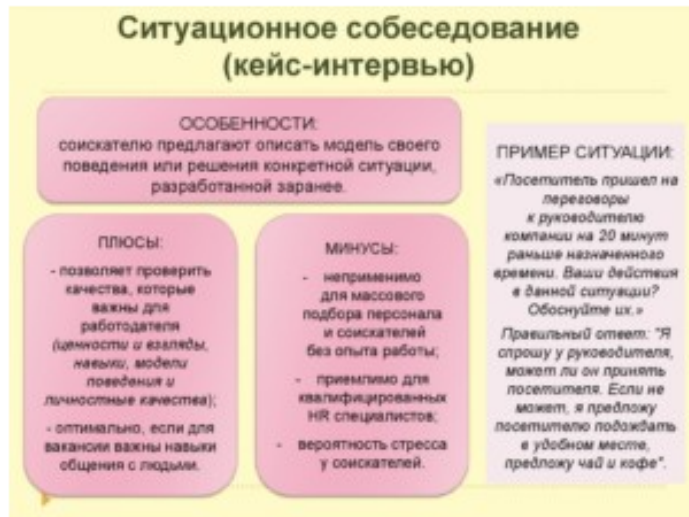 Ситуационное собеседование
(кейс-интервью)
ОСОБЕННОСТИ:
соискателю предлагают описать модель своего
поведения или решения конкретной ситуации,
разработанной заранее.
ПЛЮСЫ:
- позволяет проверить
качества, которые
важны для
работодателя
(ценности и взгляды,
навыки, модели
поведения и
личностные качества);
- оптимально, если для
вакансии важны навыки
общения с людьми.
МИНУСЫ:
- неприменимо
для массового
подбора персонала
и соискателей
без опыта работы;
- приемлимо для
квалифицированных
HR специалистов;
- вероятность стресса
у соискателей.
ПРИМЕР СИТУАЦИИ:
«Посетитель пришел на
переговоры
к руководителю
компании на 20 минут
раньше назначенного
времени. Ваши действия
в данной ситуации?
Обоснуйте их.»
Правильный ответ: "Я
спрошу у руководителя,
может ли он принять
посетителя. Если не
может, я предложу
посетителю подождать
в удобном месте,
предложу чай и кофе".